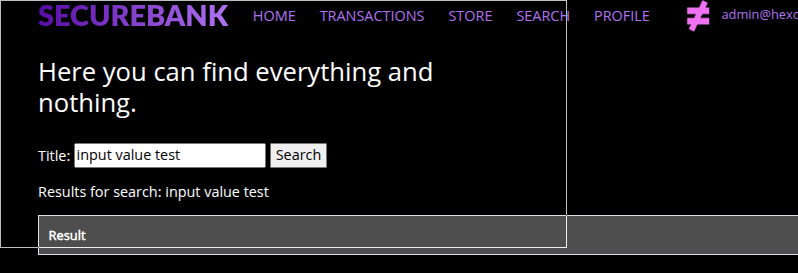 SECUREBANK HOME TRANSACTIONS STORE SEARCH PROFILE admin@hexo
Here you can find everything and
nothing.
Title: input value test Search
Results for search: input value test
Result